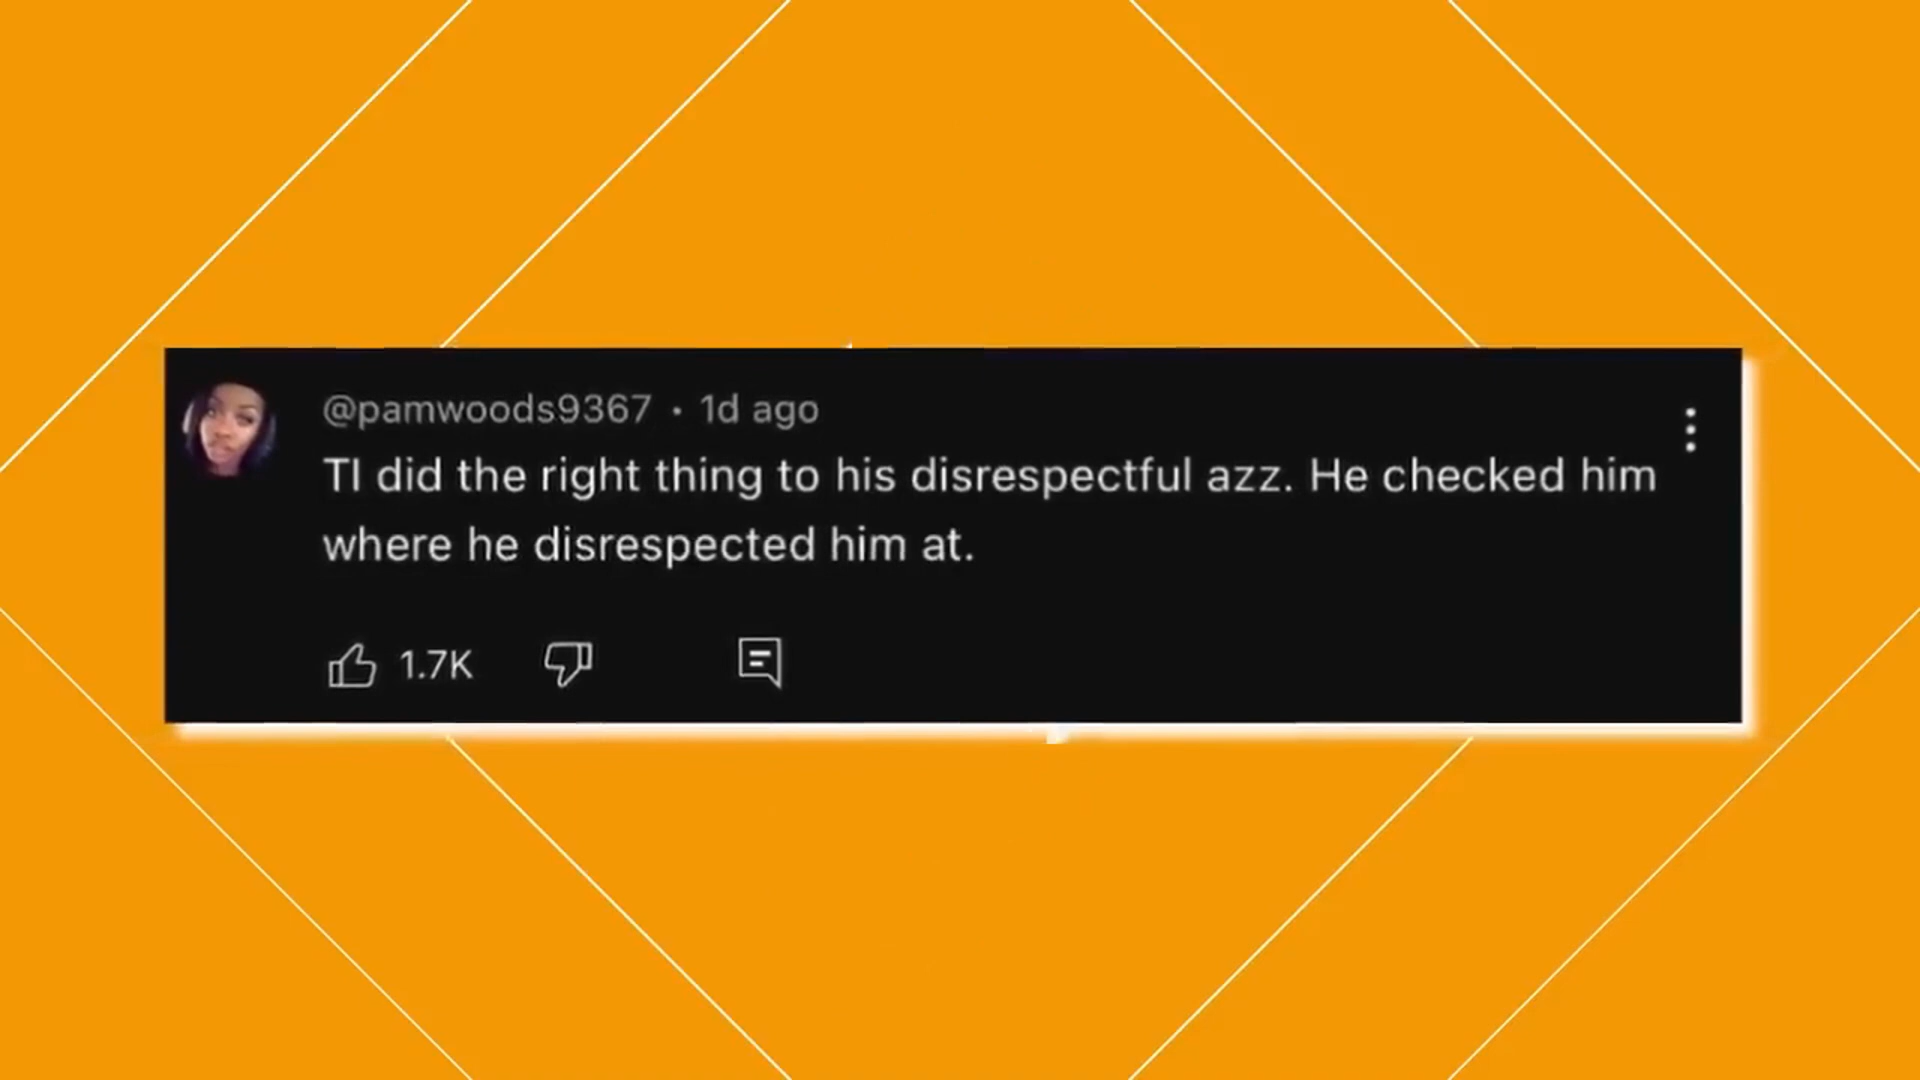 @pamwoods9367 • 1d ago
TI did the right thing to his disrespectful azz. He checked him
where he disrespected him at.
1.7K